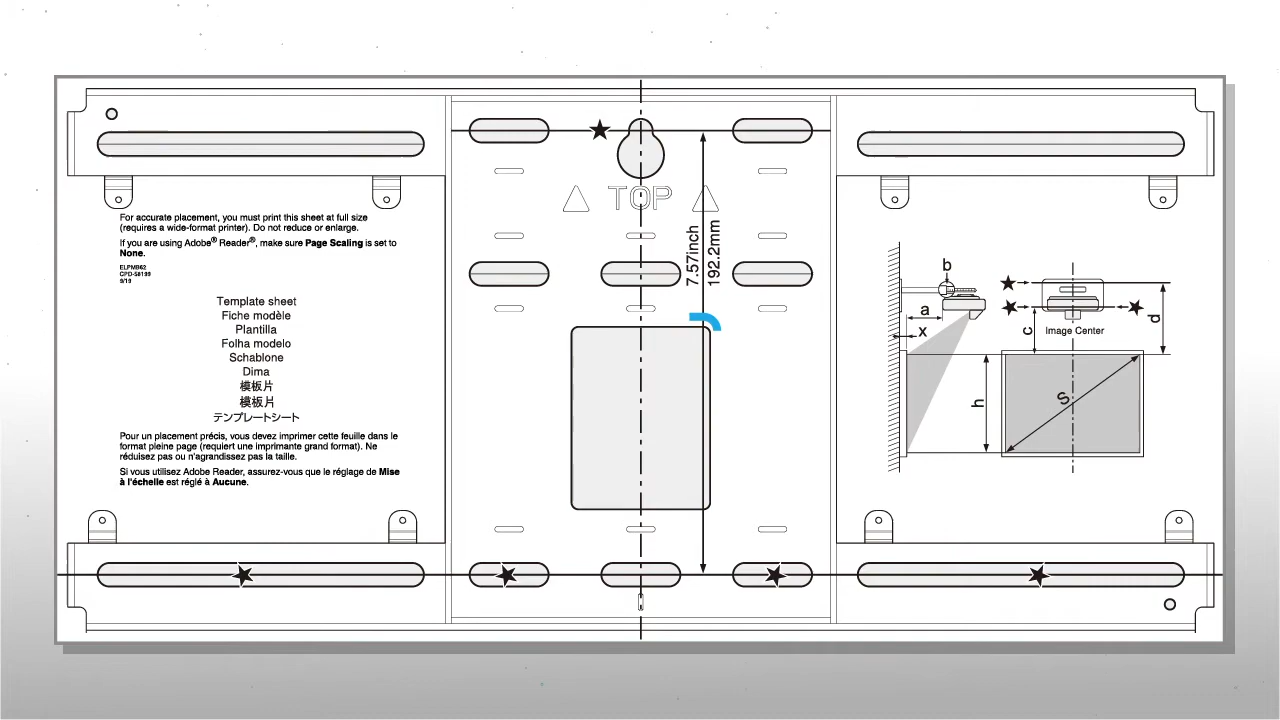 TOP
7.57inch
192.2mm
For accurate placement, you must print this sheet at full size
(requires a wide-format printer). Do not reduce or enlarge.
If you are using Adobe® Reader®, make sure Page Scaling is set to
None.
ELPMB62
CPD-58199
9/19
Template sheet
Fiche modèle
Plantilla
Folha modelo
Schablone
Dima
模板片
模板片
テンプレートシート
Pour un placement précis, vous devez imprimer cette feuille dans le
format pleine page (requiert une imprimante grand format). Ne
réduisez pas ou n'agrandissez pas la taille.
Si vous utilisez Adobe Reader, assurez-vous que le réglage de Mise
à l'échelle est réglé à Aucune.
b
a
x
c
d
Image Center
h
S